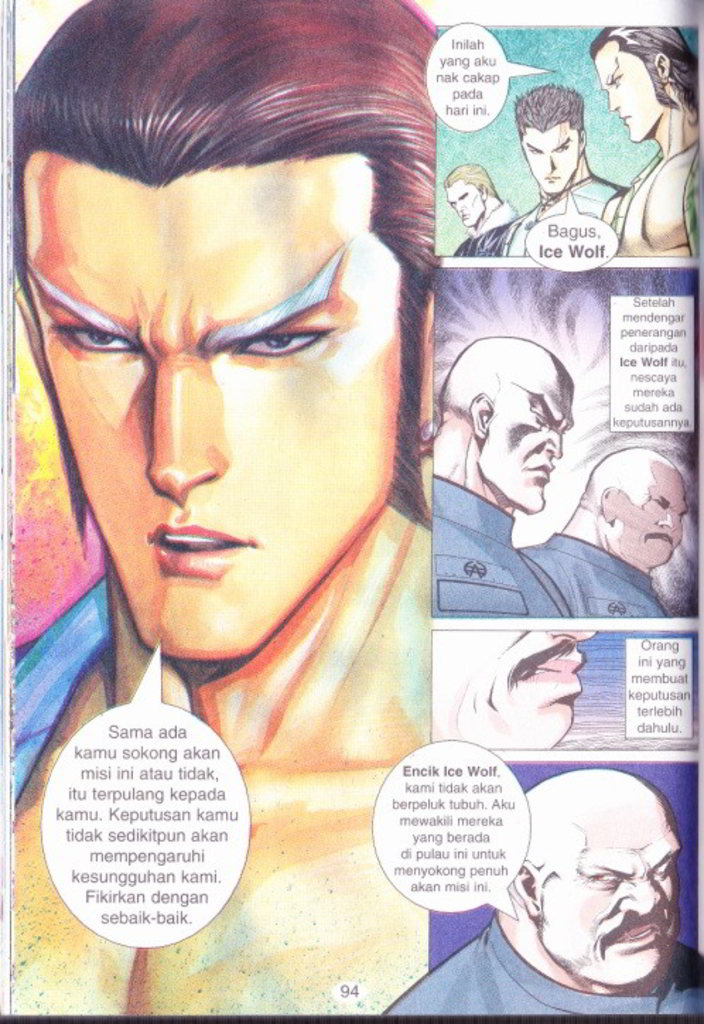 Sama ada
kamu sokong akan
misi ini atau tidak,
itu terpulang kepada
kamu. Keputusan kamu
tidak sedikitpun akan
mempengaruhi
kesungguhan kami.
Fikirkan dengan
sebaik-baik.
Inilah
yang aku
nak cakap
pada
hari ini.
Bagus,
Ice Wolf.
Setelah
mendengar
penerangan
daripada
Ice Wolf itu,
nescaya
mereka
sudah ada
keputusannya.
Orang
ini yang
membuat
keputusan
terlebih
dahulu.
Encik Ice Wolf,
kami tidak akan
berpeluk tubuh. Aku
mewakili mereka
yang berada
di pulau ini untuk
menyokong penuh
akan misi ini.
94